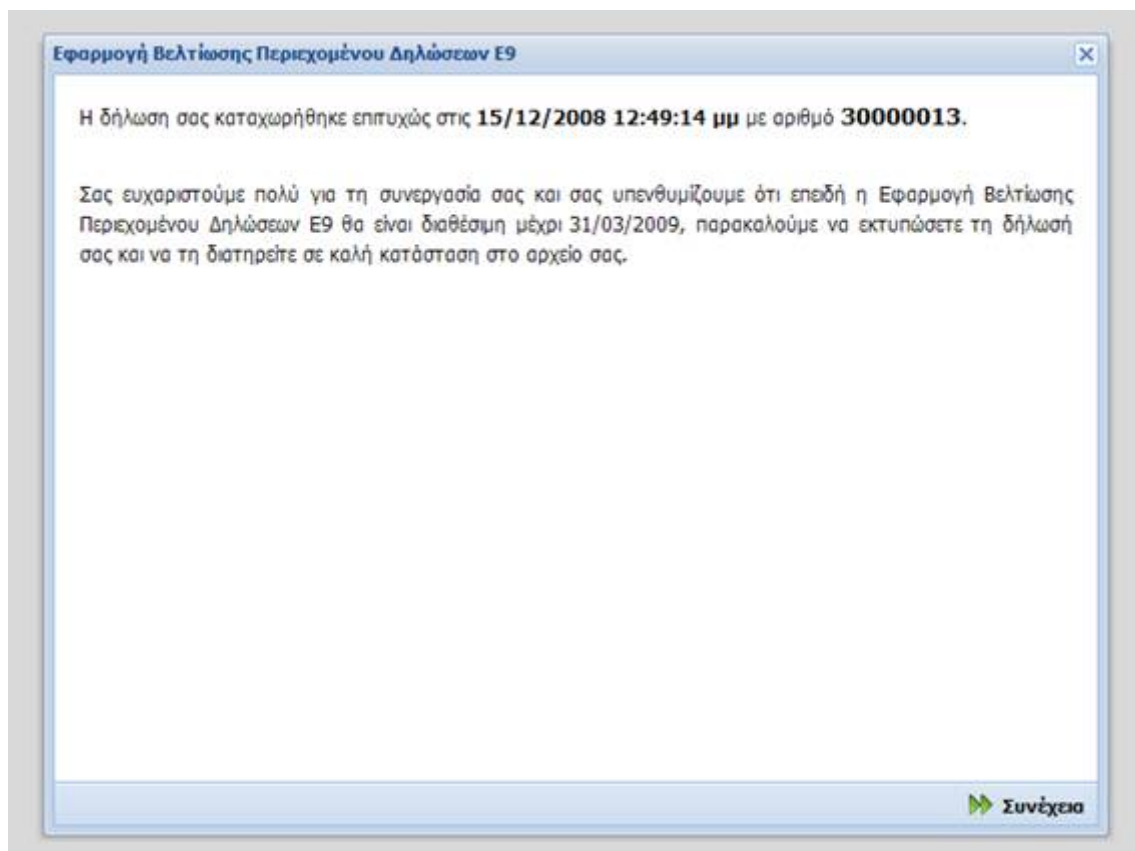 Εφαρμογή Βελτίωσης Περιεχομένου Δηλώσεων Ε9
Η δήλωση σας καταχωρήθηκε επιτυχώς στις 15/12/2008 12:49:14 μμ με αριθμό 30000013.
Σας ευχαριστούμε πολύ για τη συνεργασία σας και σας υπενθυμίζουμε ότι επειδή η Εφαρμογή Βελτίωσης
Περιεχομένου Δηλώσεων Ε9 θα είναι διαθέσιμη μέχρι 31/03/2009, παρακαλούμε να εκτυπώσετε τη δήλωσή
σας και να τη διατηρείτε σε καλή κατάσταση στο αρχείο σας.
Συνέχεια